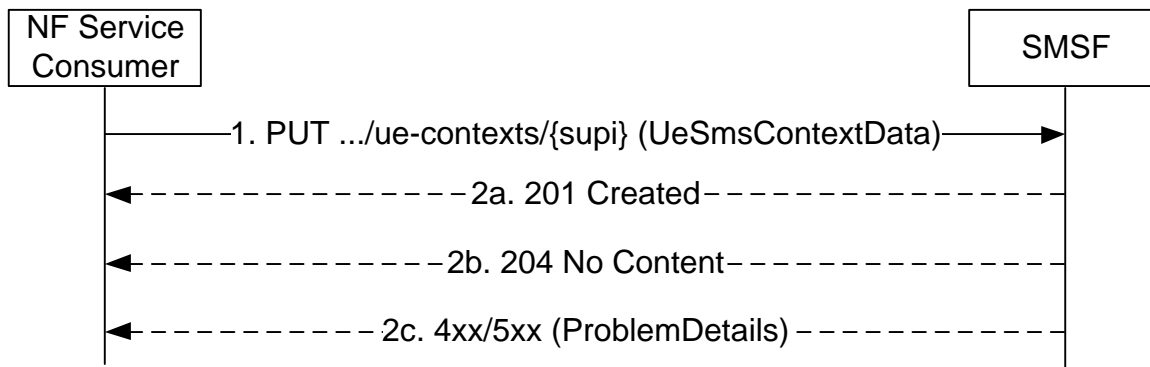 NF Service
Consumer
SMSF
1. PUT .../ue-contexts/{supi} (UeSmsContextData)
2a. 201 Created
2b. 204 No Content
2c. 4xx/5xx (ProblemDetails)